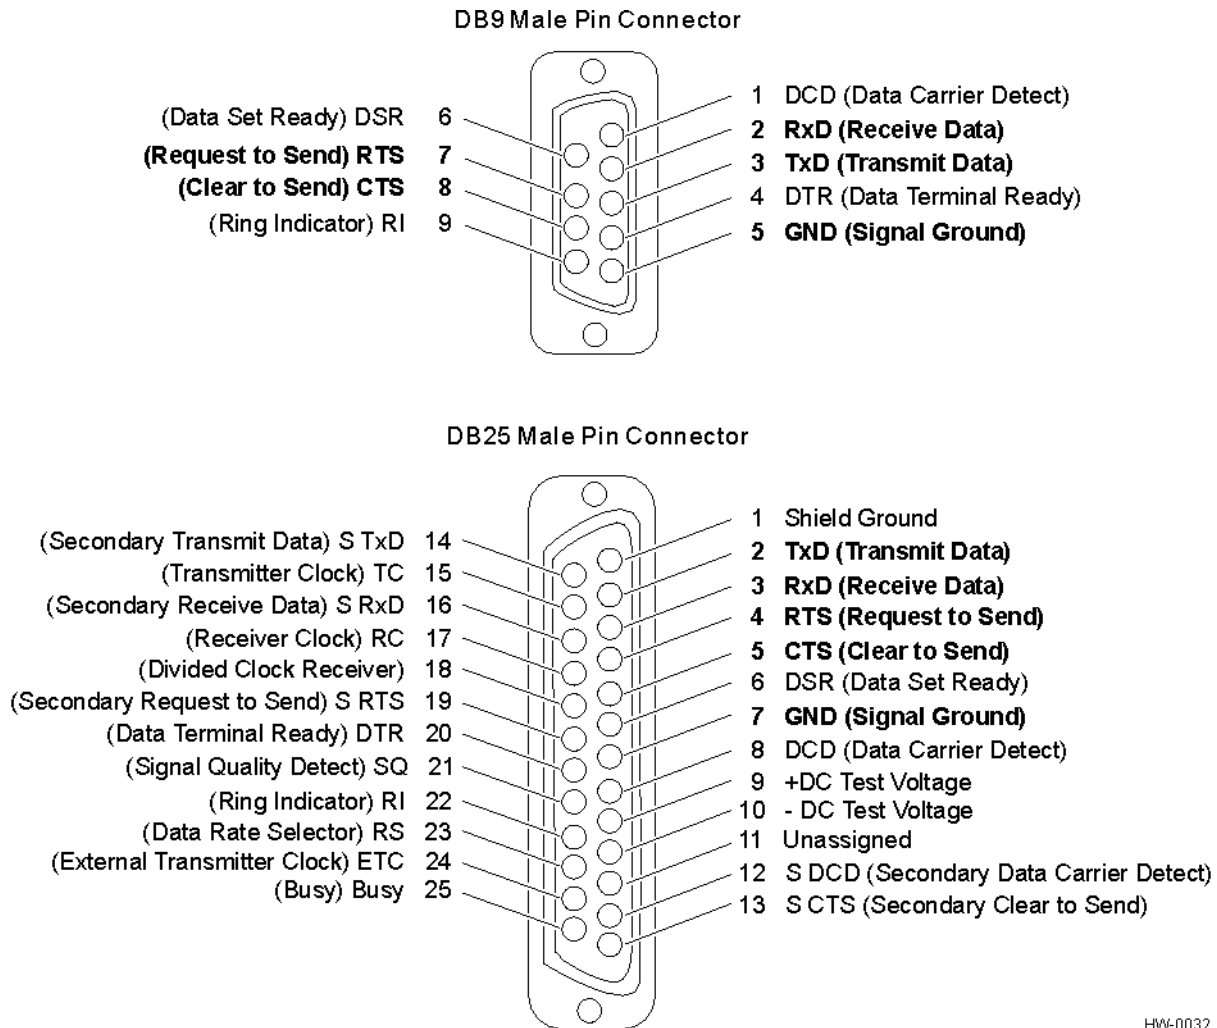 DB9 Male Pin Connector
(Data Set Ready) DSR 6
(Request to Send) RTS 7
(Clear to Send) CTS 8
(Ring Indicator) RI 9
1 DCD (Data Carrier Detect)
2 RxD (Receive Data)
3 TxD (Transmit Data)
4 DTR (Data Terminal Ready)
5 GND (Signal Ground)
DB25 Male Pin Connector
(Secondary Transmit Data) S TxD 14
(Transmitter Clock) TC 15
(Secondary Receive Data) S RxD 16
(Receiver Clock) RC 17
(Divided Clock Receiver) 18
(Secondary Request to Send) S RTS 19
(Data Terminal Ready) DTR 20
(Signal Quality Detect) SQ 21
(Ring Indicator) RI 22
(Data Rate Selector) RS 23
(External Transmitter Clock) ETC 24
(Busy) Busy 25
1 Shield Ground
2 TxD (Transmit Data)
3 RxD (Receive Data)
4 RTS (Request to Send)
5 CTS (Clear to Send)
6 DSR (Data Set Ready)
7 GND (Signal Ground)
8 DCD (Data Carrier Detect)
9 +DC Test Voltage
10 - DC Test Voltage
11 Unassigned
12 S DCD (Secondary Data Carrier Detect)
13 S CTS (Secondary Clear to Send)
HW-0032